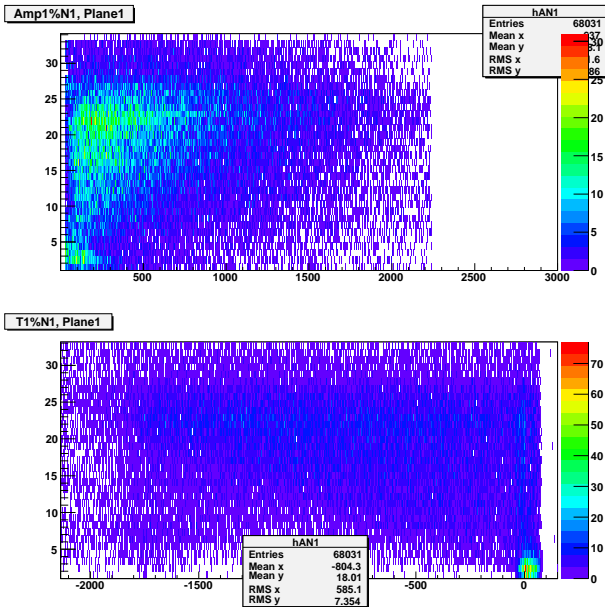 Amp1%N1, Plane1
hAN1
Entries 68031
Mean x
Mean y
RMS x
RMS y
30
25
20
15
10
5
0
30
25
20
15
10
5
500 1000 1500 2000 2500 3000
T1%N1, Plane1
30
25
20
15
10
5
70
60
50
40
30
20
10
0
hAN1
Entries 68031
Mean x -804.3
Mean y 18.01
RMS x 585.1
RMS y 7.354
-2000 -1500 -500 0